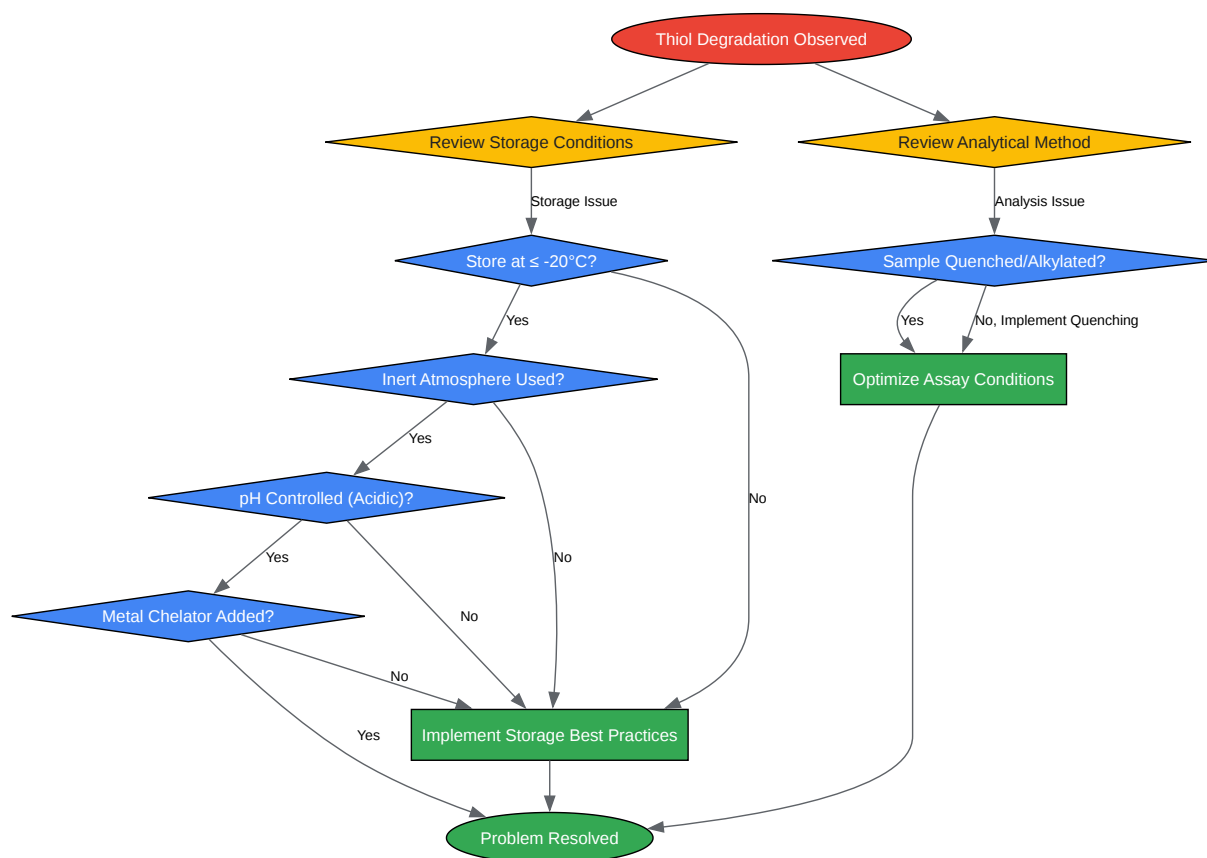 Thiol Degradation Observed
Review Storage Conditions
Review Analytical Method
Storage Issue
Analysis Issue
Store at ≤ -20°C?
Sample Quenched/Alkylated?
Yes
Yes
No, Implement Quenching
Inert Atmosphere Used?
Optimize Assay Conditions
Yes
pH Controlled (Acidic)?
No
Yes
No
Metal Chelator Added?
No
No
Yes
Implement Storage Best Practices
Problem Resolved